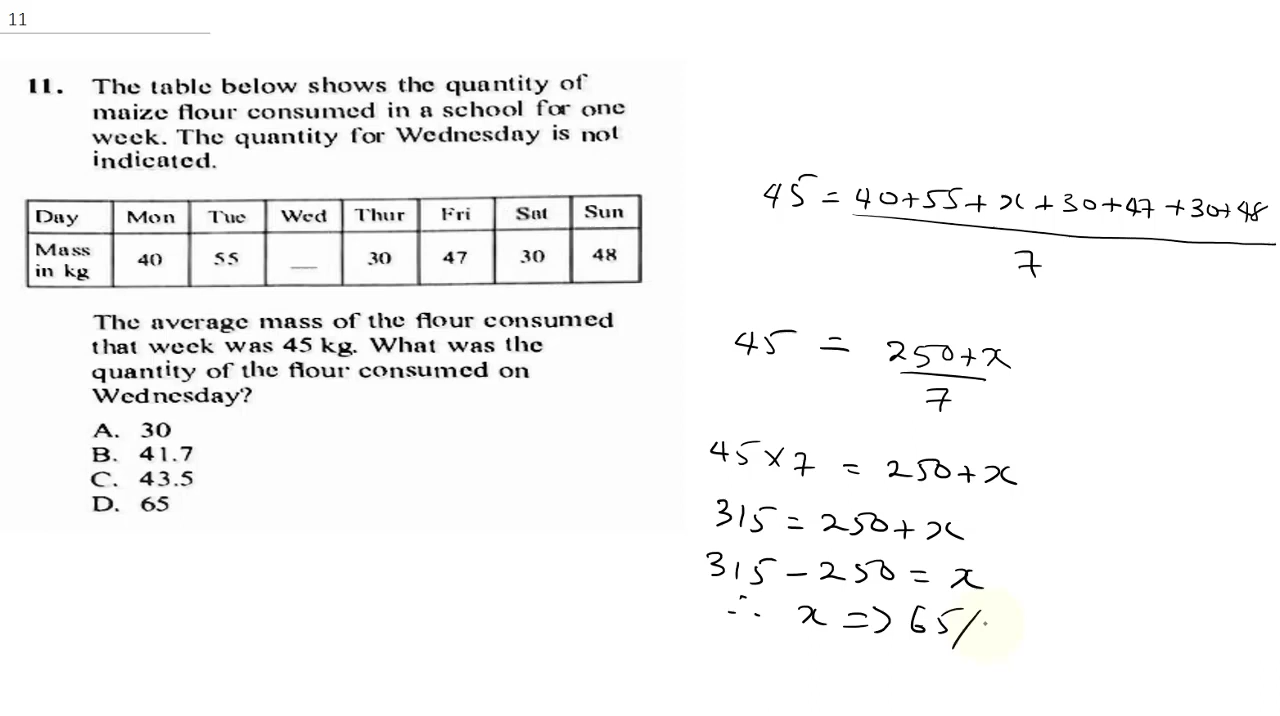 11
11. The table below shows the quantity of
maize flour consumed in a school for one
week. The quantity for Wednesday is not
indicated.
Day Mon Tue Wed Thur Fri Sat Sun
Mass in kg 40 55 __ 30 47 30 48
The average mass of the flour consumed
that week was 45 kg. What was the
quantity of the flour consumed on
Wednesday?
A. 30
B. 41.7
C. 43.5
D. 65
45 = 40+55+x+30+47+30+48
7
45 = 250+x
7
45×7 = 250+x
315 = 250+x
315-250 = x
∴ x => 65/